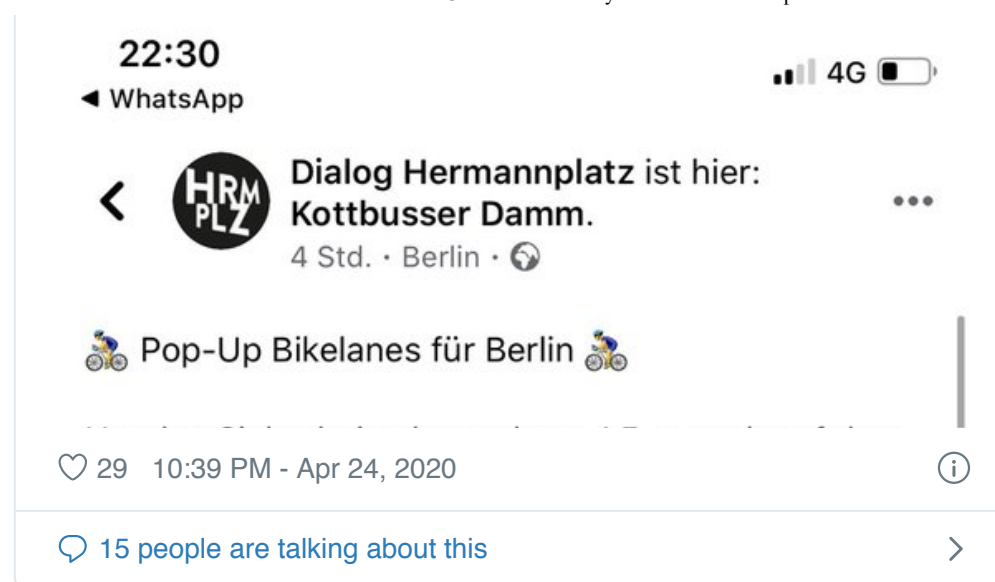 22:30
4G
WhatsApp
HRM
PLZ
Dialog Hermannplatz ist hier:
Kottbusser Damm.
4 Std. · Berlin ·
Pop-Up Bikelanes für Berlin
29 10:39 PM - Apr 24, 2020
15 people are talking about this